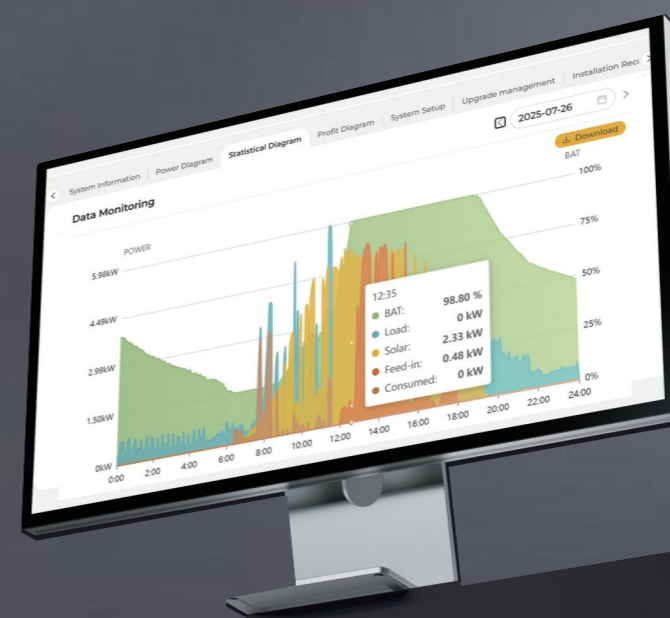 System Information
Power Diagram
Statistical Diagram
Profit Diagram
System Setup
Upgrade management
Installation Reco
2025-07-26
Download
Data Monitoring
POWER
BAT
5.98kW
4.49kW
2.99kW
1.50kW
0kW
100%
75%
50%
25%
0%
12:35
BAT: 98.80 %
Load: 0 kW
Solar: 2.33 kW
Feed-in: 0.48 kW
Consumed: 0 kW
0:00 2:00 4:00 6:00 8:00 10:00 12:00 14:00 16:00 18:00 20:00 22:00 24:00